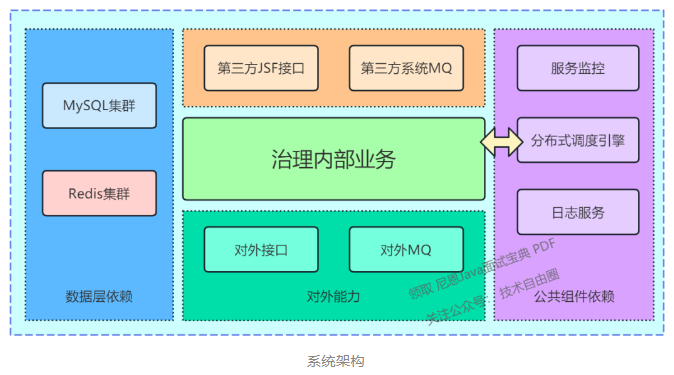 MySQL集群
Redis集群
数据层依赖
第三方JSF接口
第三方系统MQ
治理内部业务
对外接口
对外MQ
对外能力
服务监控
分布式调度引擎
日志服务
公共组件依赖
领取 尼恩Java面试宝典 PDF
关注公众号：技术自由圈
系统架构